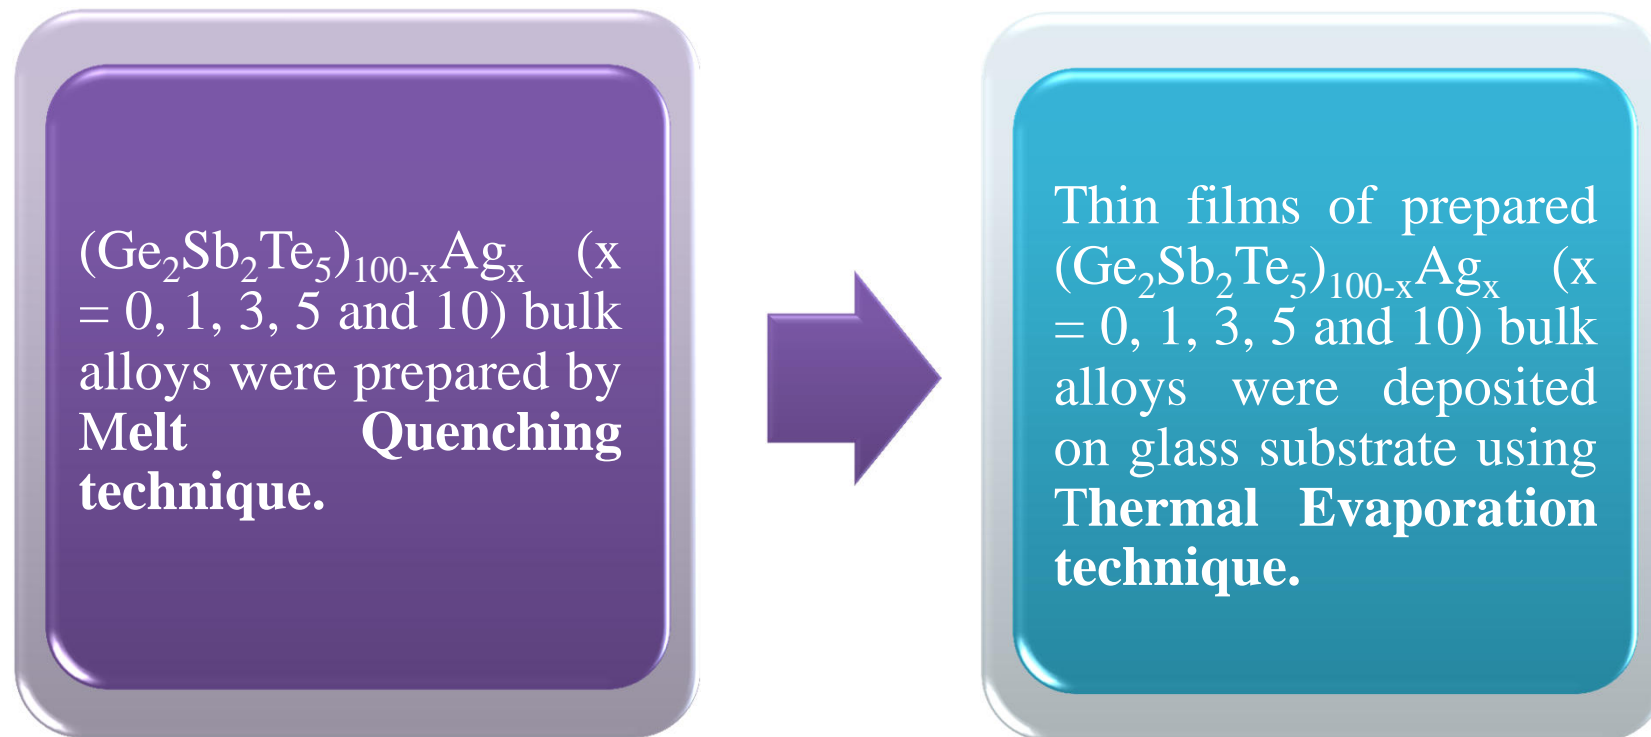 (Ge₂Sb₂Te₅)₁₀₀₋ₓAgₓ (x
= 0, 1, 3, 5 and 10) bulk
alloys were prepared by
Melt Quenching
technique.
Thin films of prepared
(Ge₂Sb₂Te₅)₁₀₀₋ₓAgₓ (x
= 0, 1, 3, 5 and 10) bulk
alloys were deposited
on glass substrate using
Thermal Evaporation
technique.